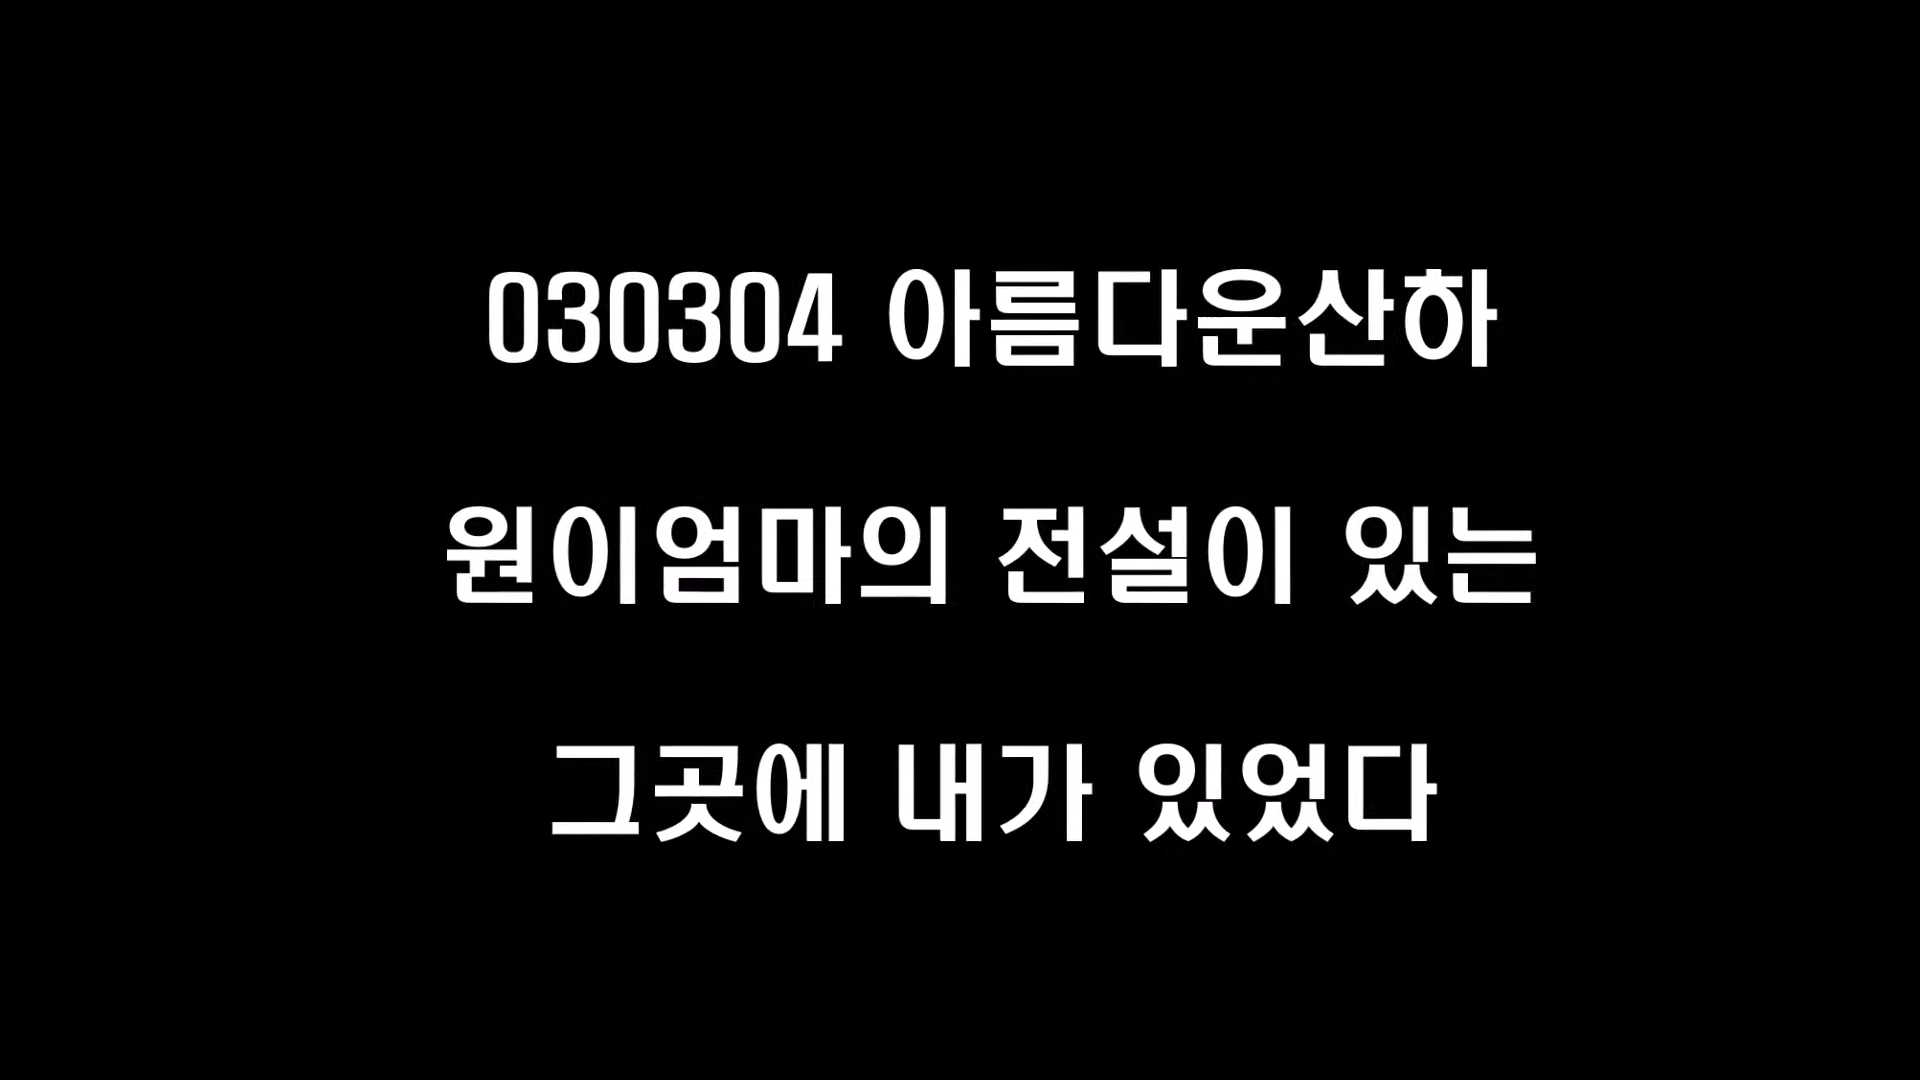 030304 아름다운산하
원이엄마의 전설이 있는
그곳에 내가 있었다